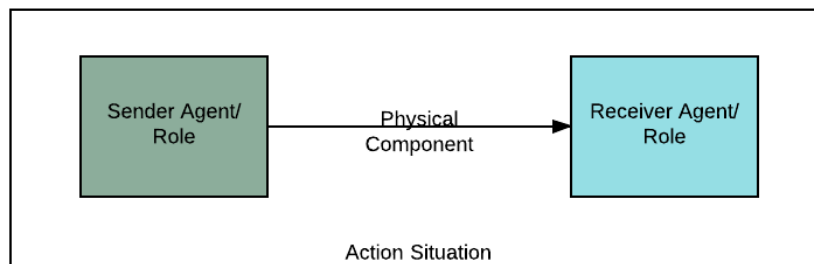 Sender Agent/
Role
Physical
Component
Receiver Agent/
Role
Action Situation